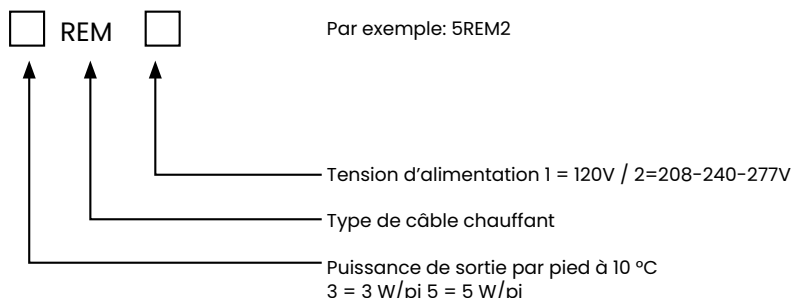 REM
Par exemple: 5REM2
Tension d'alimentation 1 = 120V / 2=208-240-277V
Type de câble chauffant
Puissance de sortie par pied à 10 °C
3 = 3 W/pi 5 = 5 W/pi